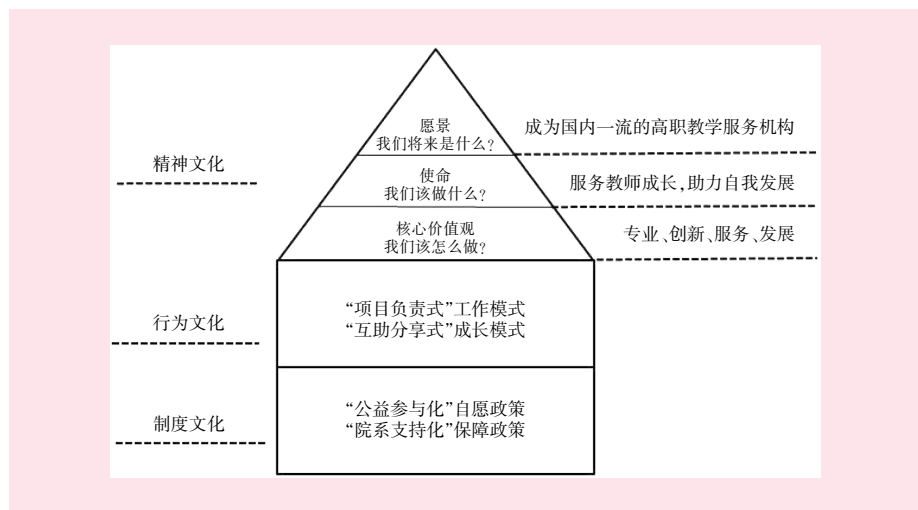 愿景
我们将来是什么?
成为国内一流的高职教学服务机构
精神文化
使命
我们该做什么?
服务教师成长,助力自我发展
核心价值观
我们该怎么做?
专业、创新、服务、发展
行为文化
“项目负责式”工作模式
“互助分享式”成长模式
制度文化
“公益参与化”自愿政策
“院系支持化”保障政策